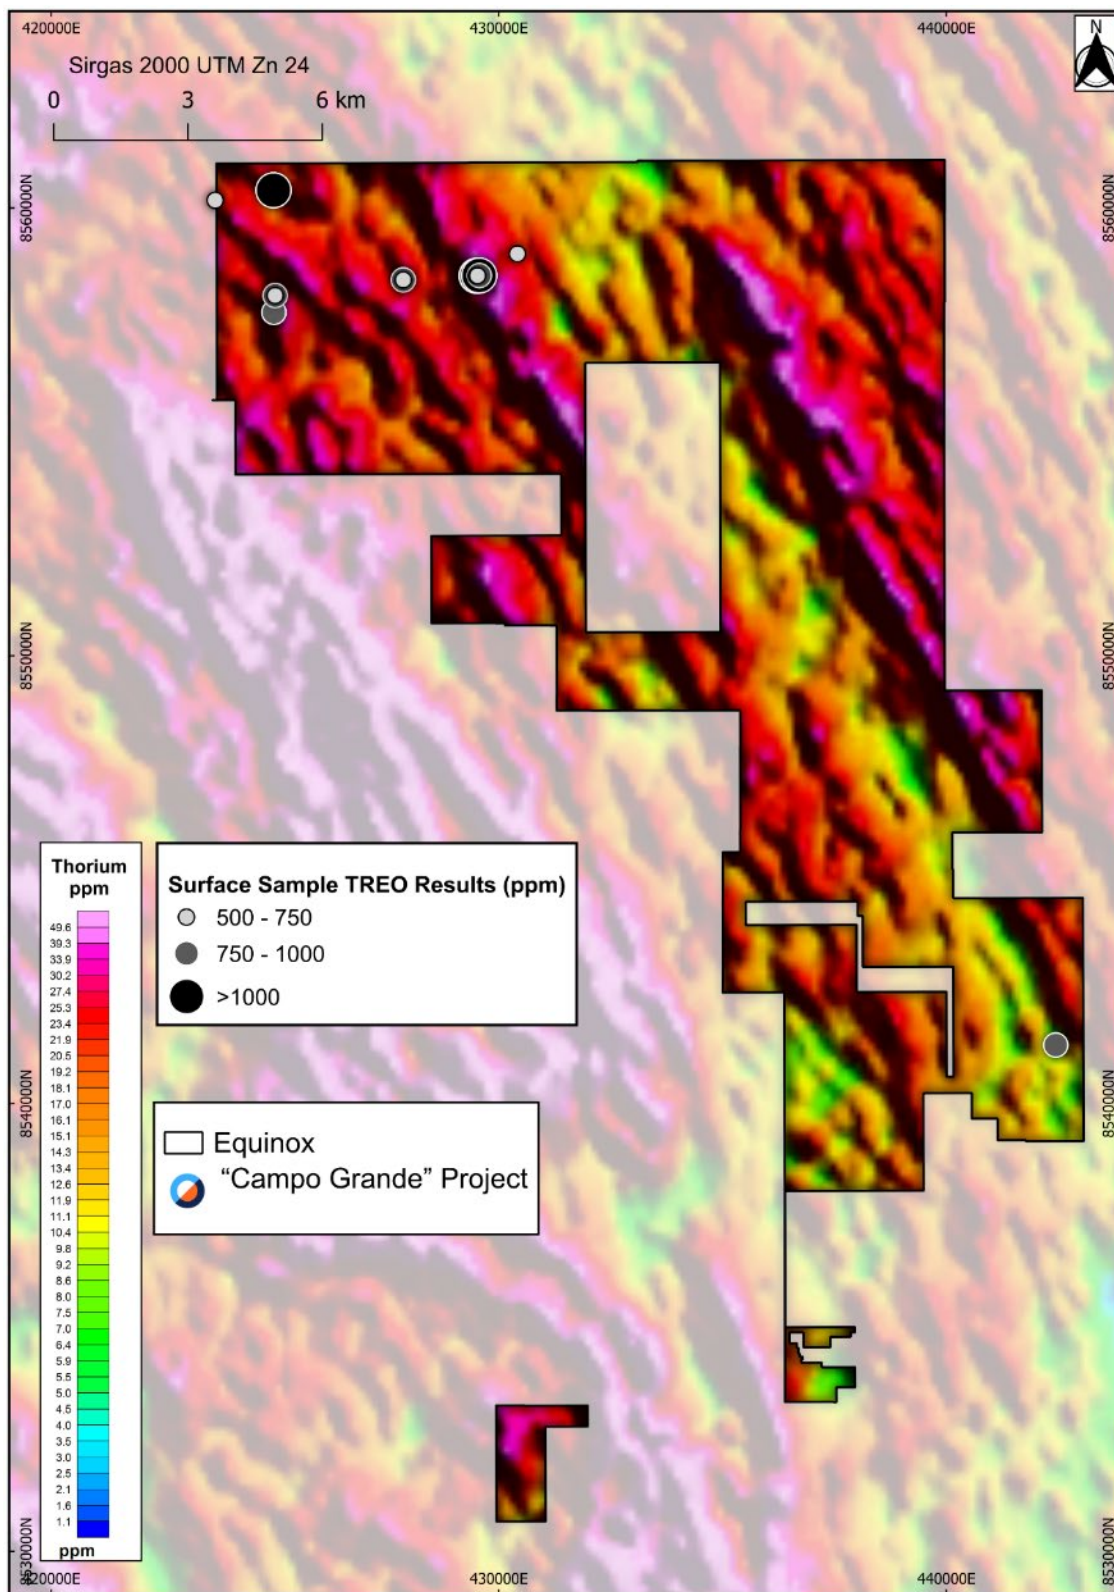 420000E 430000E 440000E
N
Sirgas 2000 UTM Zn 24
0 3 6 km
8560000N 8560000N
8550000N 8550000N
8540000N 8540000N
8530000N 8530000N
Thorium
ppm
49.6
39.3
33.9
30.2
27.4
25.3
23.4
21.9
20.5
19.2
18.1
17.0
16.1
15.1
14.3
13.4
12.6
11.9
11.1
10.4
9.8
9.2
8.6
8.0
7.5
7.0
6.4
5.9
5.5
5.0
4.5
4.0
3.5
3.0
2.5
2.1
1.6
1.1
ppm
Surface Sample TREO Results (ppm)
500 - 750
750 - 1000
>1000
Equinox
“Campo Grande” Project
420000E 430000E 440000E